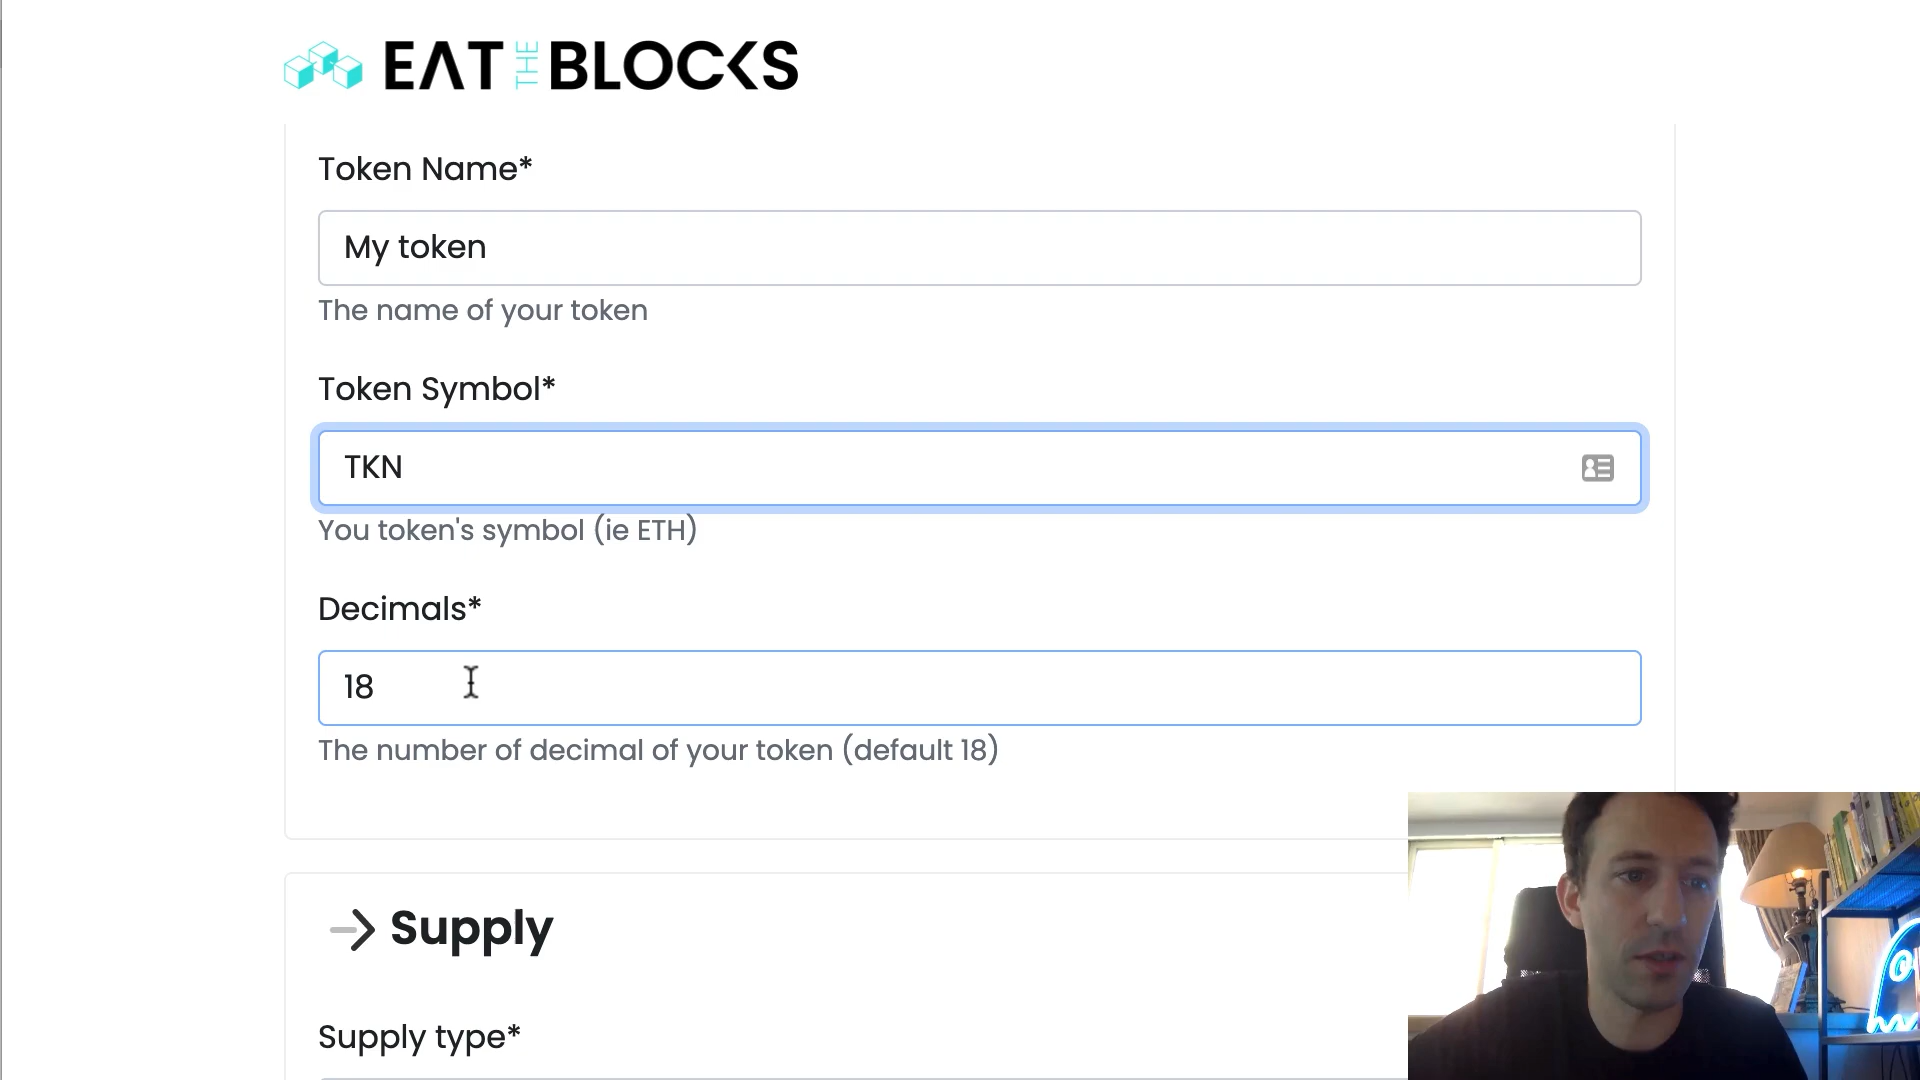 EAT THE BLOCKS
Token Name*
My token
The name of your token
Token Symbol*
TKN
You token's symbol (ie ETH)
Decimals*
18
The number of decimal of your token (default 18)
Supply
Supply type*